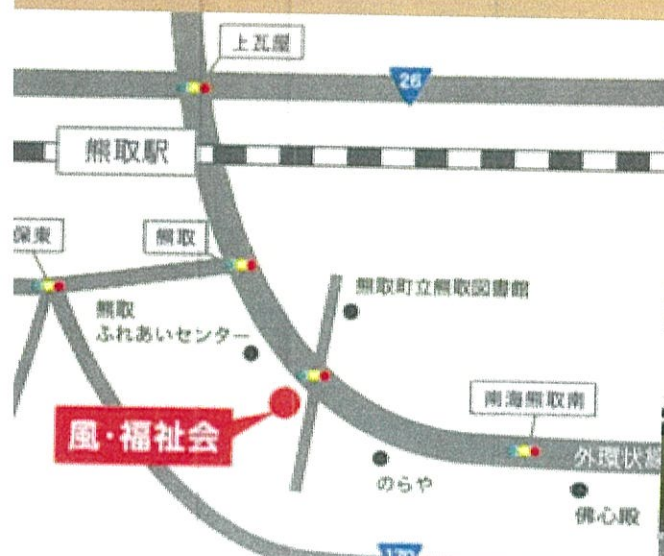 上瓦屋
26
熊取駅
保東
熊取
熊取町立熊取図書館
熊取
ふれあいセンター
南海熊取南
風・福祉会
外環状線
のらや
佛心殿
170